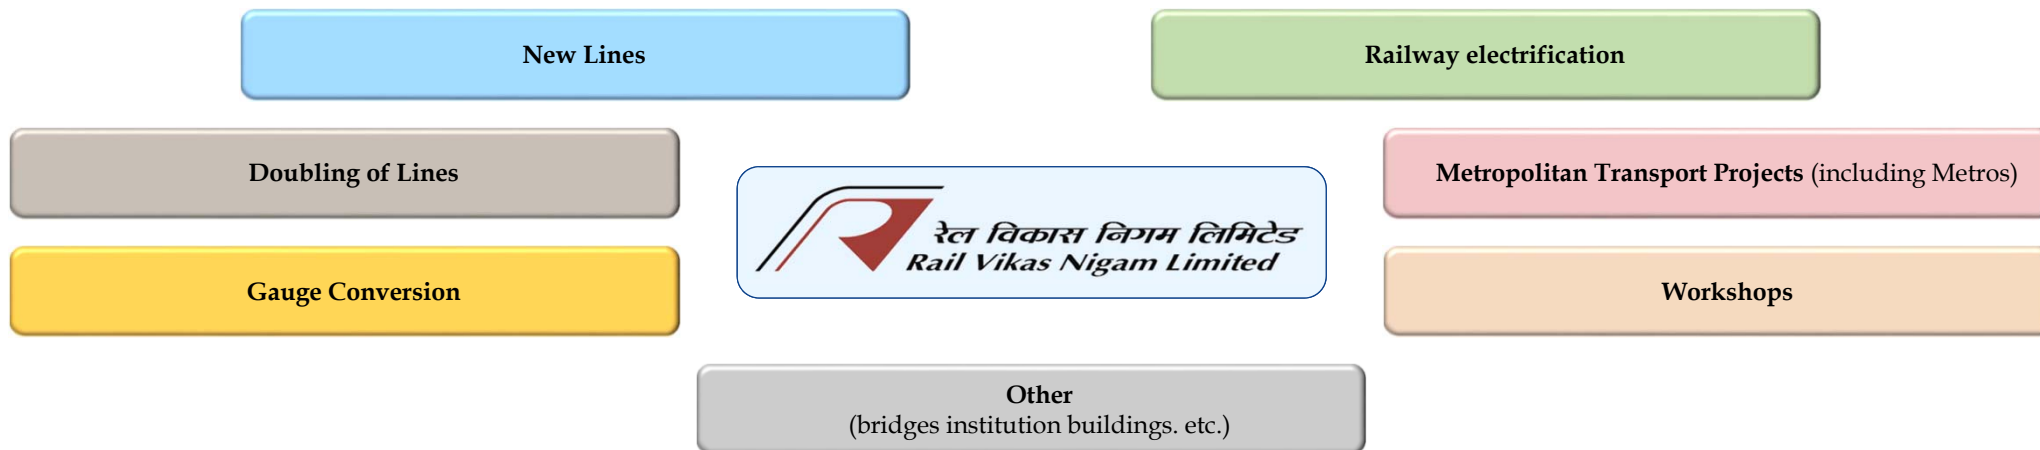 New Lines
Railway electrification
Doubling of Lines
Metropolitan Transport Projects (including Metros)
रेल विकास निगम लिमिटेड
Rail Vikas Nigam Limited
Gauge Conversion
Workshops
Other
(bridges institution buildings. etc.)